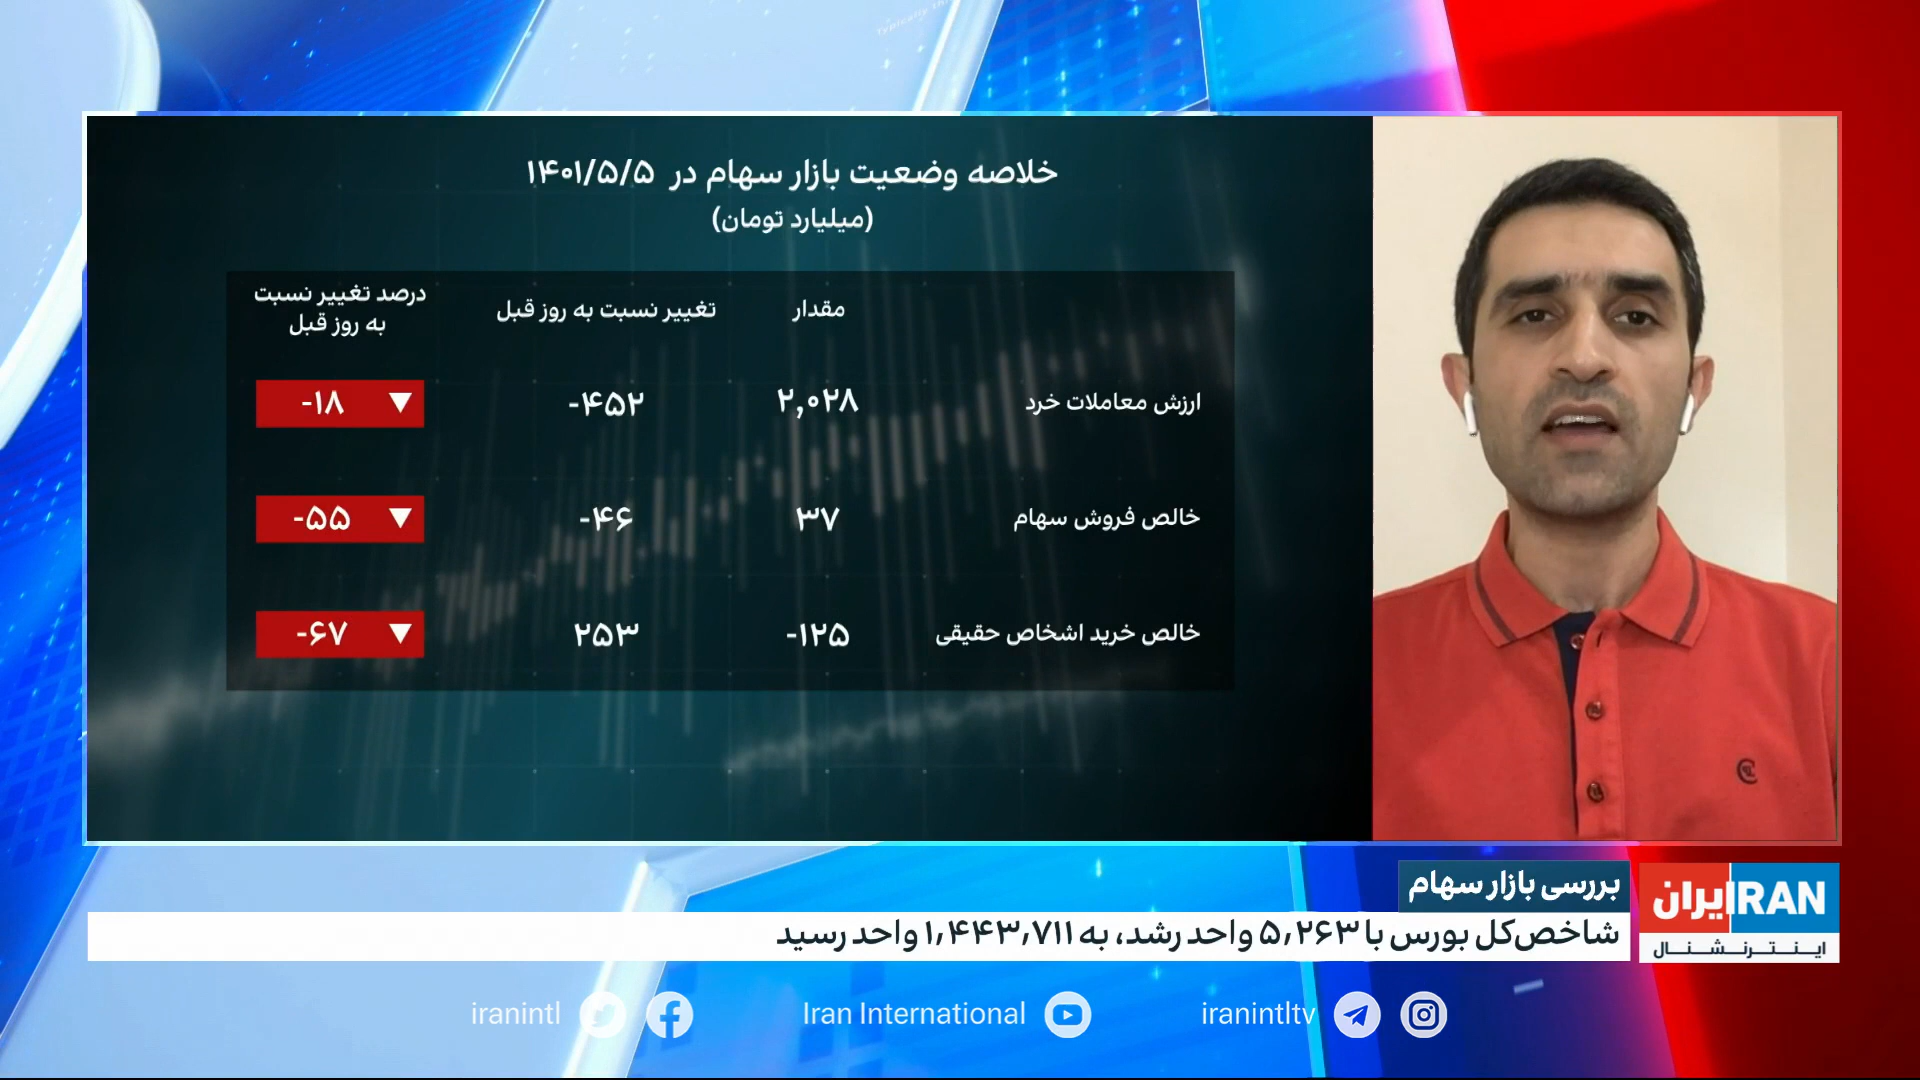 خلاصه وضعیت بازار سهام در ۱۴۰۱/۵/۵
(میلیارد تومان)
مقدار	تغییر نسبت به روز قبل	درصد تغییر نسبت به روز قبل
ارزش معاملات خرد	۲,۰۲۸	-۴۵۲	▼ -۱۸
خالص فروش سهام	۳۷	-۴۶	▼ -۵۵
خالص خرید اشخاص حقیقی	-۱۲۵	۲۵۳	▼ -۶۷
بررسی بازار سهام
شاخص‌کل بورس با ۵٫۲۶۳ واحد رشد، به ۱٫۴۴۳٫۷۱۱ واحد رسید
IRAN ایران
اینترنشنال
iranintl
Iran International
iranintltv